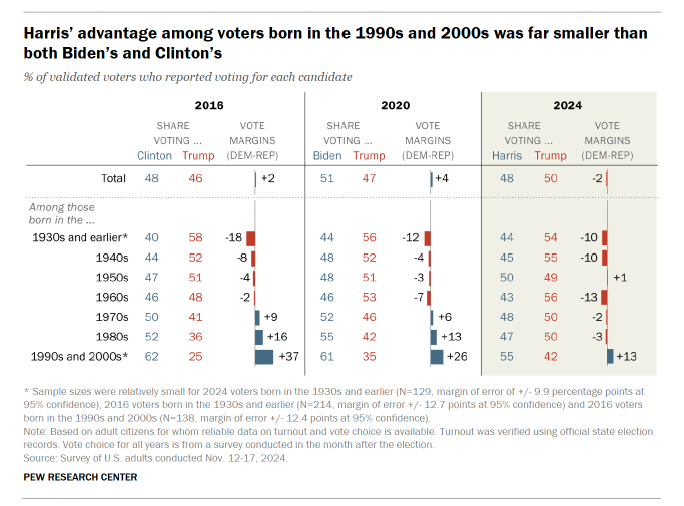 Harris' advantage among voters born in the 1990s and 2000s was far smaller than
both Biden's and Clinton's
% of validated voters who reported voting for each candidate
2016 2020 2024
SHARE VOTE SHARE VOTE SHARE VOTE
VOTING ... MARGINS VOTING ... MARGINS VOTING ... MARGINS
Clinton Trump (DEM-REP) Biden Trump (DEM-REP) Harris Trump (DEM-REP)
Total 48 46 +2 51 47 +4 48 50 -2
Among those
born in the ...
1930s and earlier* 40 58 -18 44 56 -12 44 54 -10
1940s 44 52 -8 48 52 -4 45 55 -10
1950s 47 51 -4 48 51 -3 50 49 +1
1960s 46 48 -2 46 53 -7 43 56 -13
1970s 50 41 +9 52 46 +6 48 50 -2
1980s 52 36 +16 55 42 +13 47 50 -3
1990s and 2000s* 62 25 +37 61 35 +26 55 42 +13
* Sample sizes were relatively small for 2024 voters born in the 1930s and earlier (N=129, margin of error of +/- 9.9 percentage points at
95% confidence), 2016 voters born in the 1930s and earlier (N=214, margin of error +/- 12.7 points at 95% confidence) and 2016 voters
born in the 1990s and 2000s (N=138, margin of error +/- 12.4 points at 95% confidence).
Note: Based on adult citizens for whom reliable data on turnout and vote choice is available. Turnout was verified using official state election
records. Vote choice for all years is from a survey conducted in the month after the election.
Source: Survey of U.S. adults conducted Nov. 12-17, 2024.
PEW RESEARCH CENTER